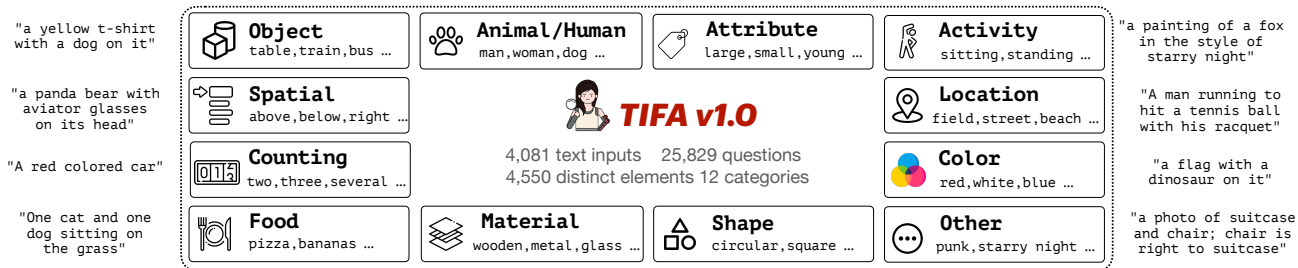 "a yellow t-shirt
with a dog on it"
"a panda bear with
aviator glasses
on its head"
"A red colored car"
"One cat and one
dog sitting on
the grass"
Object
table,train,bus ...
Animal/Human
man,woman,dog ...
Attribute
large,small,young ...
Activity
sitting,standing ...
Spatial
above,below,right ...
TIFA v1.0
4,081 text inputs 25,829 questions
4,550 distinct elements 12 categories
Location
field,street,beach ...
Counting
two,three,several ...
Color
red,white,blue ...
Food
pizza,bananas ...
Material
wooden,metal,glass ...
Shape
circular,square ...
Other
punk,starry night ...
"a painting of a fox
in the style of
starry night"
"A man running to
hit a tennis ball
with his racquet"
"a flag with a
dinosaur on it"
"a photo of suitcase
and chair; chair is
right to suitcase"